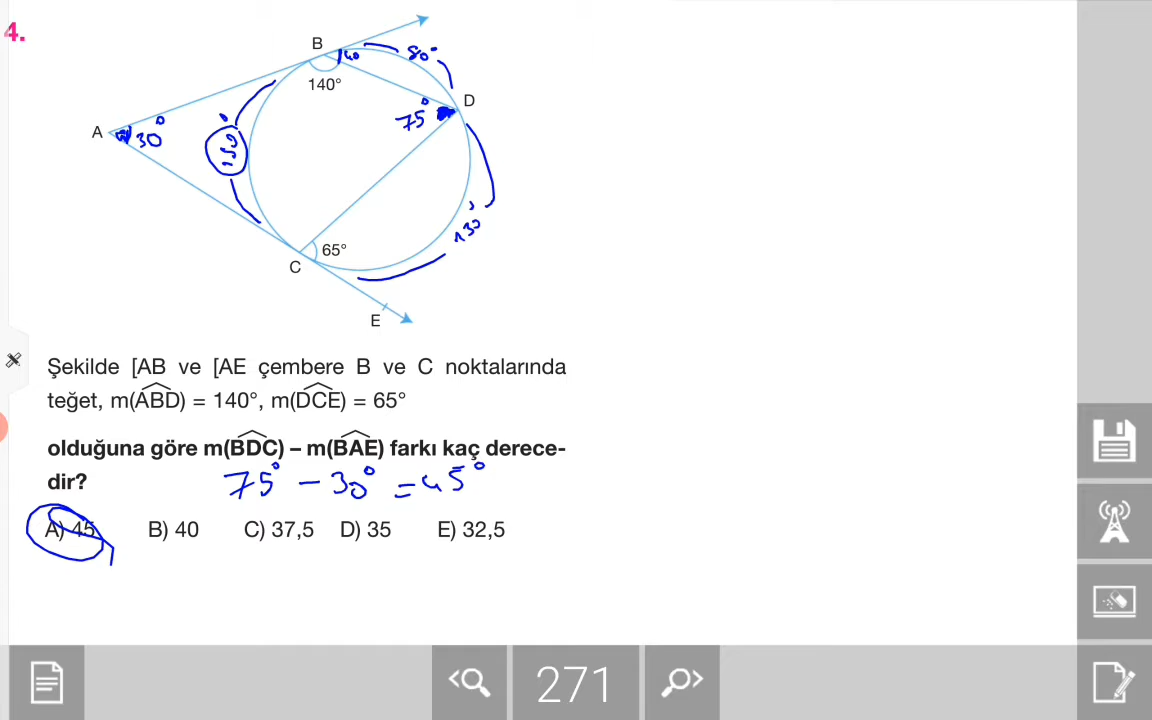 4.
B
40
80°
140°
D
75°
A
30°
150°
130°
65°
C
E
Şekilde [AB ve [AE çembere B ve C noktalarında
teğet, m(ABD) = 140°, m(DCE) = 65°
olduğuna göre m(BDC) – m(BAE) farkı kaç derece-
dir?
75° – 30° = 45°
A) 45 B) 40 C) 37,5 D) 35 E) 32,5
271